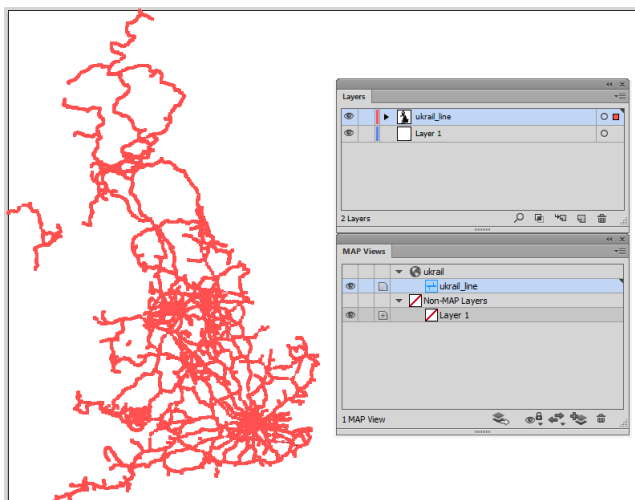 Layers
ukrail_line
Layer 1
2 Layers
MAP Views
ukrail
ukrail_line
Non-MAP Layers
Layer 1
1 MAP View